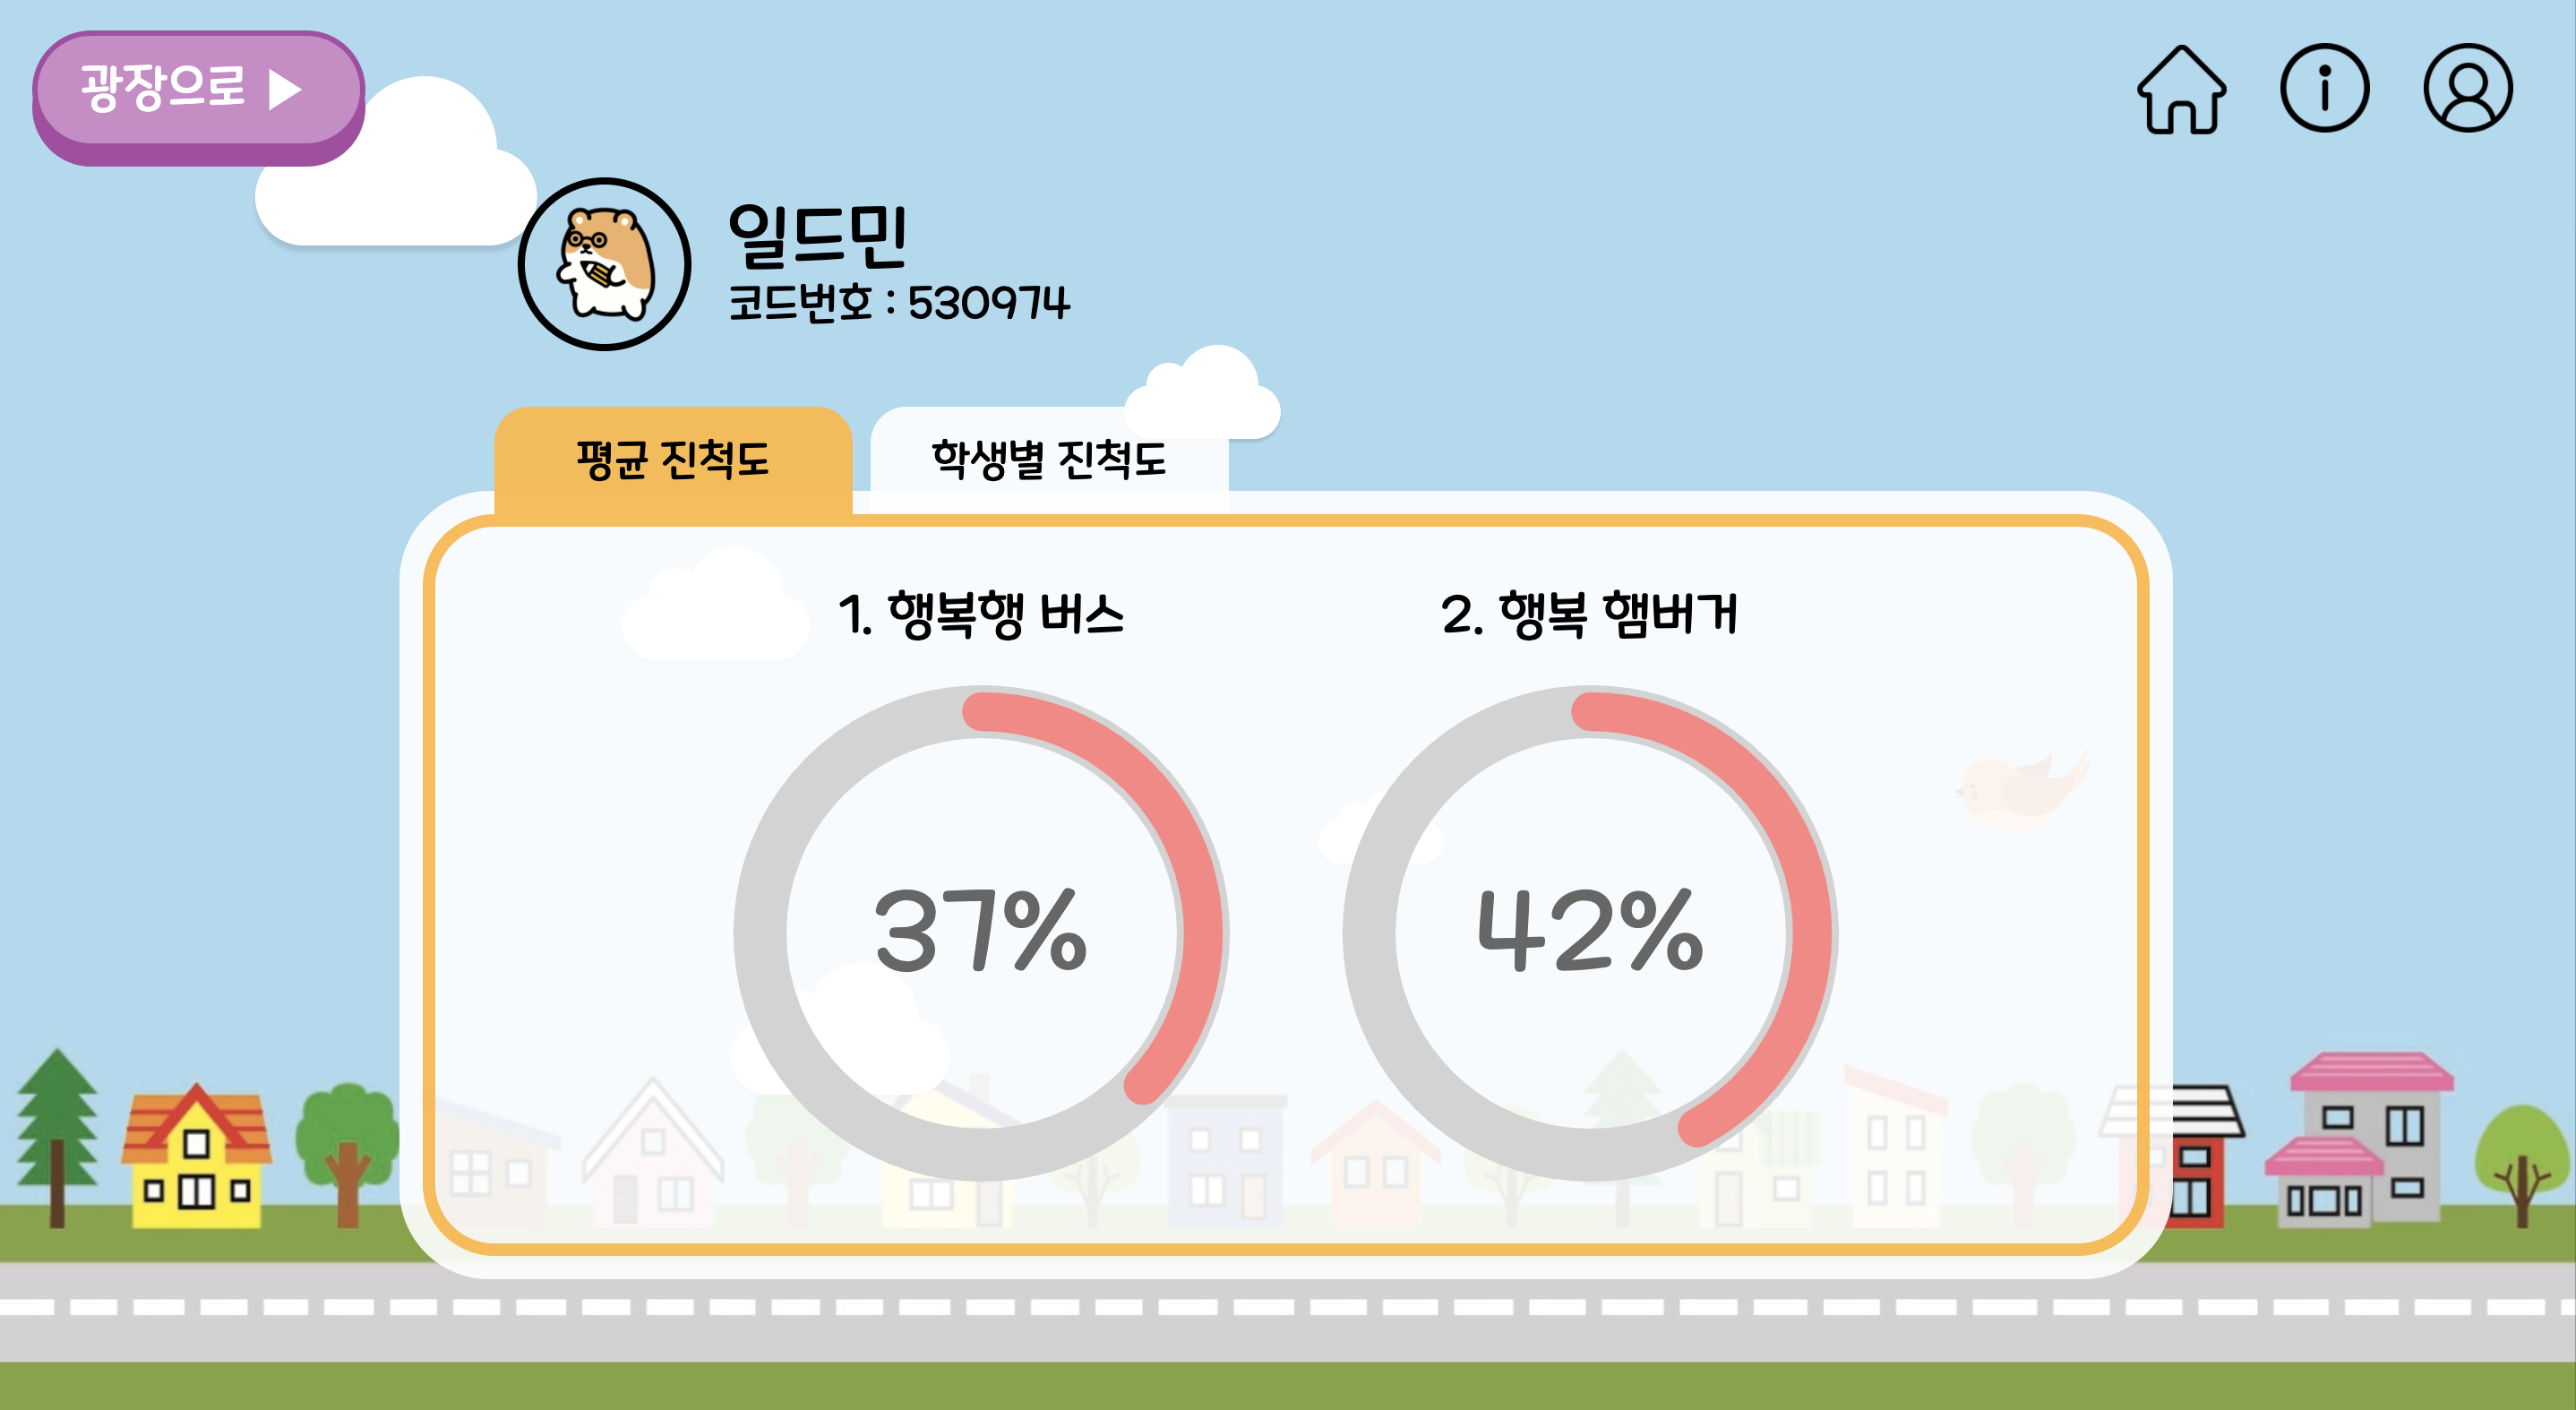 광장으로
일드민
코드번호 : 530974
평균 진척도
학생별 진척도
1. 행복행 버스
2. 행복 햄버거
37%
42%